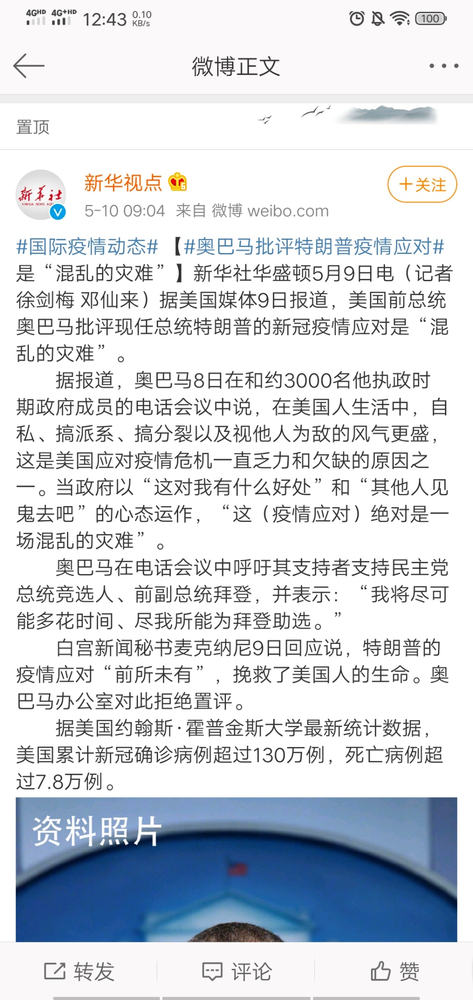 4GHD 4G+HD 12:43 0.10 KB/s 100
微博正文
置顶
新华视点 6
+关注
新华社
XINHUA NEWS AGE
5-10 09:04 来自 微博 weibo.com
#国际疫情动态# 【#奥巴马批评特朗普疫情应对#
是“混乱的灾难”】新华社华盛顿5月9日电（记者
徐剑梅 邓仙来）据美国媒体9日报道，美国前总统
奥巴马批评现任总统特朗普的新冠疫情应对是“混
乱的灾难”。
据报道，奥巴马8日在和约3000名他执政时
期政府成员的电话会议中说，在美国人生活中，自
私、搞派系、搞分裂以及视他人为敌的风气更盛，
这是美国应对疫情危机一直乏力和欠缺的原因之
一。当政府以“这对我有什么好处”和“其他人见
鬼去吧”的心态运作，“这（疫情应对）绝对是一
场混乱的灾难”。
奥巴马在电话会议中呼吁其支持者支持民主党
总统竞选人、前副总统拜登，并表示：“我将尽可
能多花时间、尽我所能为拜登助选。”
白宫新闻秘书麦克纳尼9日回应说，特朗普的
疫情应对“前所未有”，挽救了美国人的生命。奥
巴马办公室对此拒绝置评。
据美国约翰斯·霍普金斯大学最新统计数据，
美国累计新冠确诊病例超过130万例，死亡病例超
过7.8万例。
资料照片
转发
评论
赞